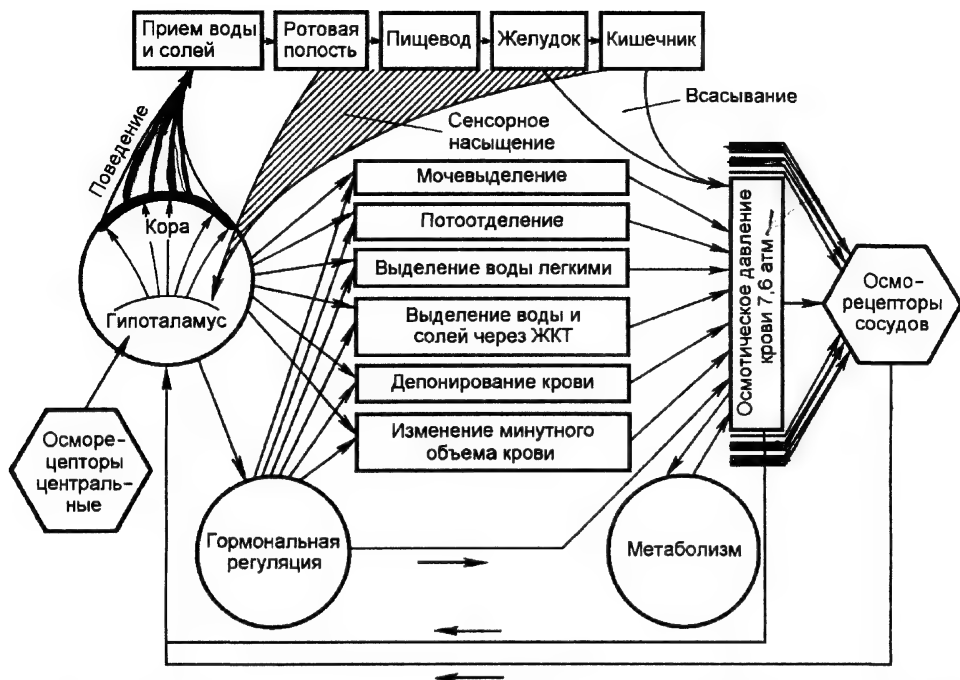 Прием воды
и солей
Ротовая
полость
Пищевод
Желудок
Кишечник
Поведение
Сенсорное
насыщение
Всасывание
Кора
Гипоталамус
Мочевыделение
Потоотделение
Выделение воды легкими
Выделение воды и
солей через ЖКТ
Депонирование крови
Изменение минутного
объема крови
Осмотическое давление
крови 7,6 атм
Осмо-
рецепторы
сосудов
Осморе-
цепторы
централь-
ные
Гормональная
регуляция
Метаболизм